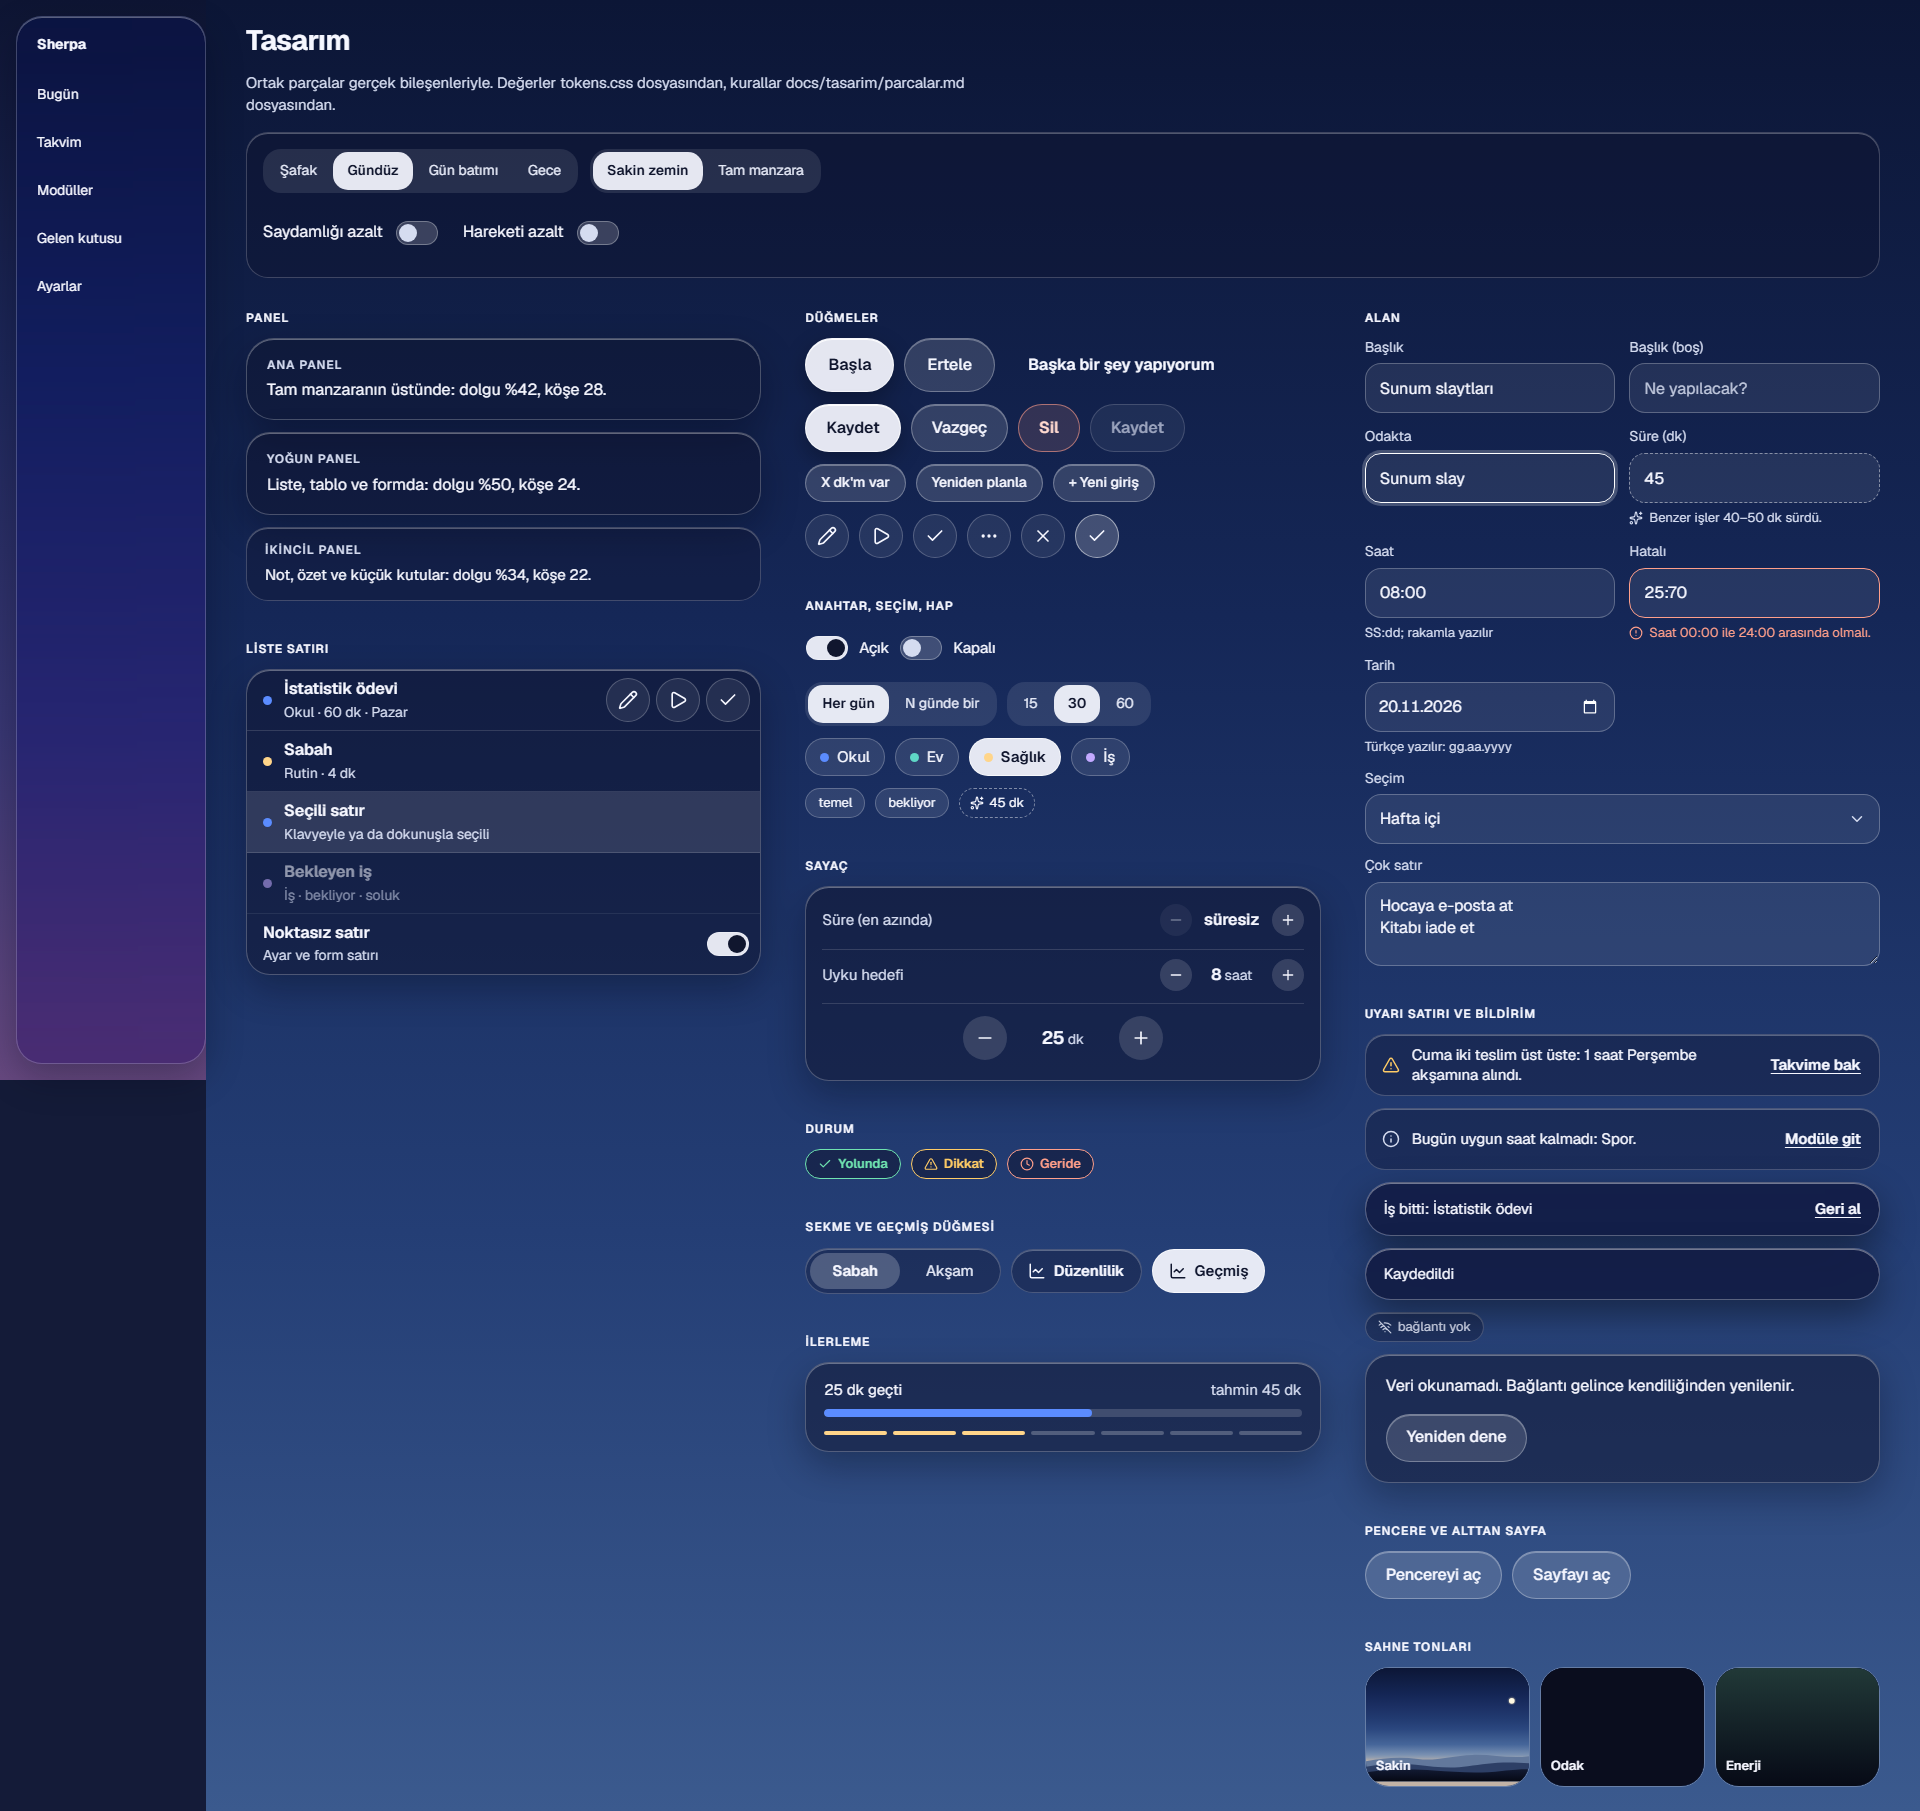 Sherpa
Bugün
Takvim
Modüller
Gelen kutusu
Ayarlar
Tasarım
Ortak parçalar gerçek bileşenleriyle. Değerler tokens.css dosyasından, kurallar docs/tasarim/parcalar.md
dosyasından.
Şafak
Gündüz
Gün batımı
Gece
Sakin zemin
Tam manzara
Saydamlığı azalt
Hareketi azalt
PANEL
ANA PANEL
Tam manzaranın üstünde: dolgu %42, köşe 28.
YOĞUN PANEL
Liste, tablo ve formda: dolgu %50, köşe 24.
İKİNCİL PANEL
Not, özet ve küçük kutular: dolgu %34, köşe 22.
LİSTE SATIRI
İstatistik ödevi
Okul · 60 dk · Pazar
Sabah
Rutin · 4 dk
Seçili satır
Klavyeyle ya da dokunuşla seçili
Bekleyen iş
İş · bekliyor · soluk
Noktasız satır
Ayar ve form satırı
DÜĞMELER
Başla
Ertele
Başka bir şey yapıyorum
Kaydet
Vazgeç
Sil
Kaydet
X dk'm var
Yeniden planla
+ Yeni giriş
ANAHTAR, SEÇİM, HAP
Açık
Kapalı
Her gün
N günde bir
15
30
60
Okul
Ev
Sağlık
İş
temel
bekliyor
45 dk
SAYAÇ
Süre (en azında)
süresiz
Uyku hedefi
8 saat
25 dk
DURUM
Yolunda
Dikkat
Geride
SEKME VE GEÇMİŞ DÜĞMESİ
Sabah
Akşam
Düzenlilik
Geçmiş
İLERLEME
25 dk geçti
tahmin 45 dk
ALAN
Başlık
Sunum slaytları
Başlık (boş)
Ne yapılacak?
Odakta
Sunum slay
Süre (dk)
45
Benzer işler 40–50 dk sürdü.
Saat
08:00
SS:dd; rakamla yazılır
Hatalı
25:70
Saat 00:00 ile 24:00 arasında olmalı.
Tarih
20.11.2026
Türkçe yazılır: gg.aa.yyyy
Seçim
Hafta içi
Çok satır
Hocaya e-posta at
Kitabı iade et
UYARI SATIRI VE BİLDİRİM
Cuma iki teslim üst üste: 1 saat Perşembe
akşamına alındı.
Takvime bak
Bugün uygun saat kalmadı: Spor.
Modüle git
İş bitti: İstatistik ödevi
Geri al
Kaydedildi
bağlantı yok
Veri okunamadı. Bağlantı gelince kendiliğinden yenilenir.
Yeniden dene
PENCERE VE ALTTAN SAYFA
Pencereyi aç
Sayfayı aç
SAHNE TONLARI
Sakin
Odak
Enerji